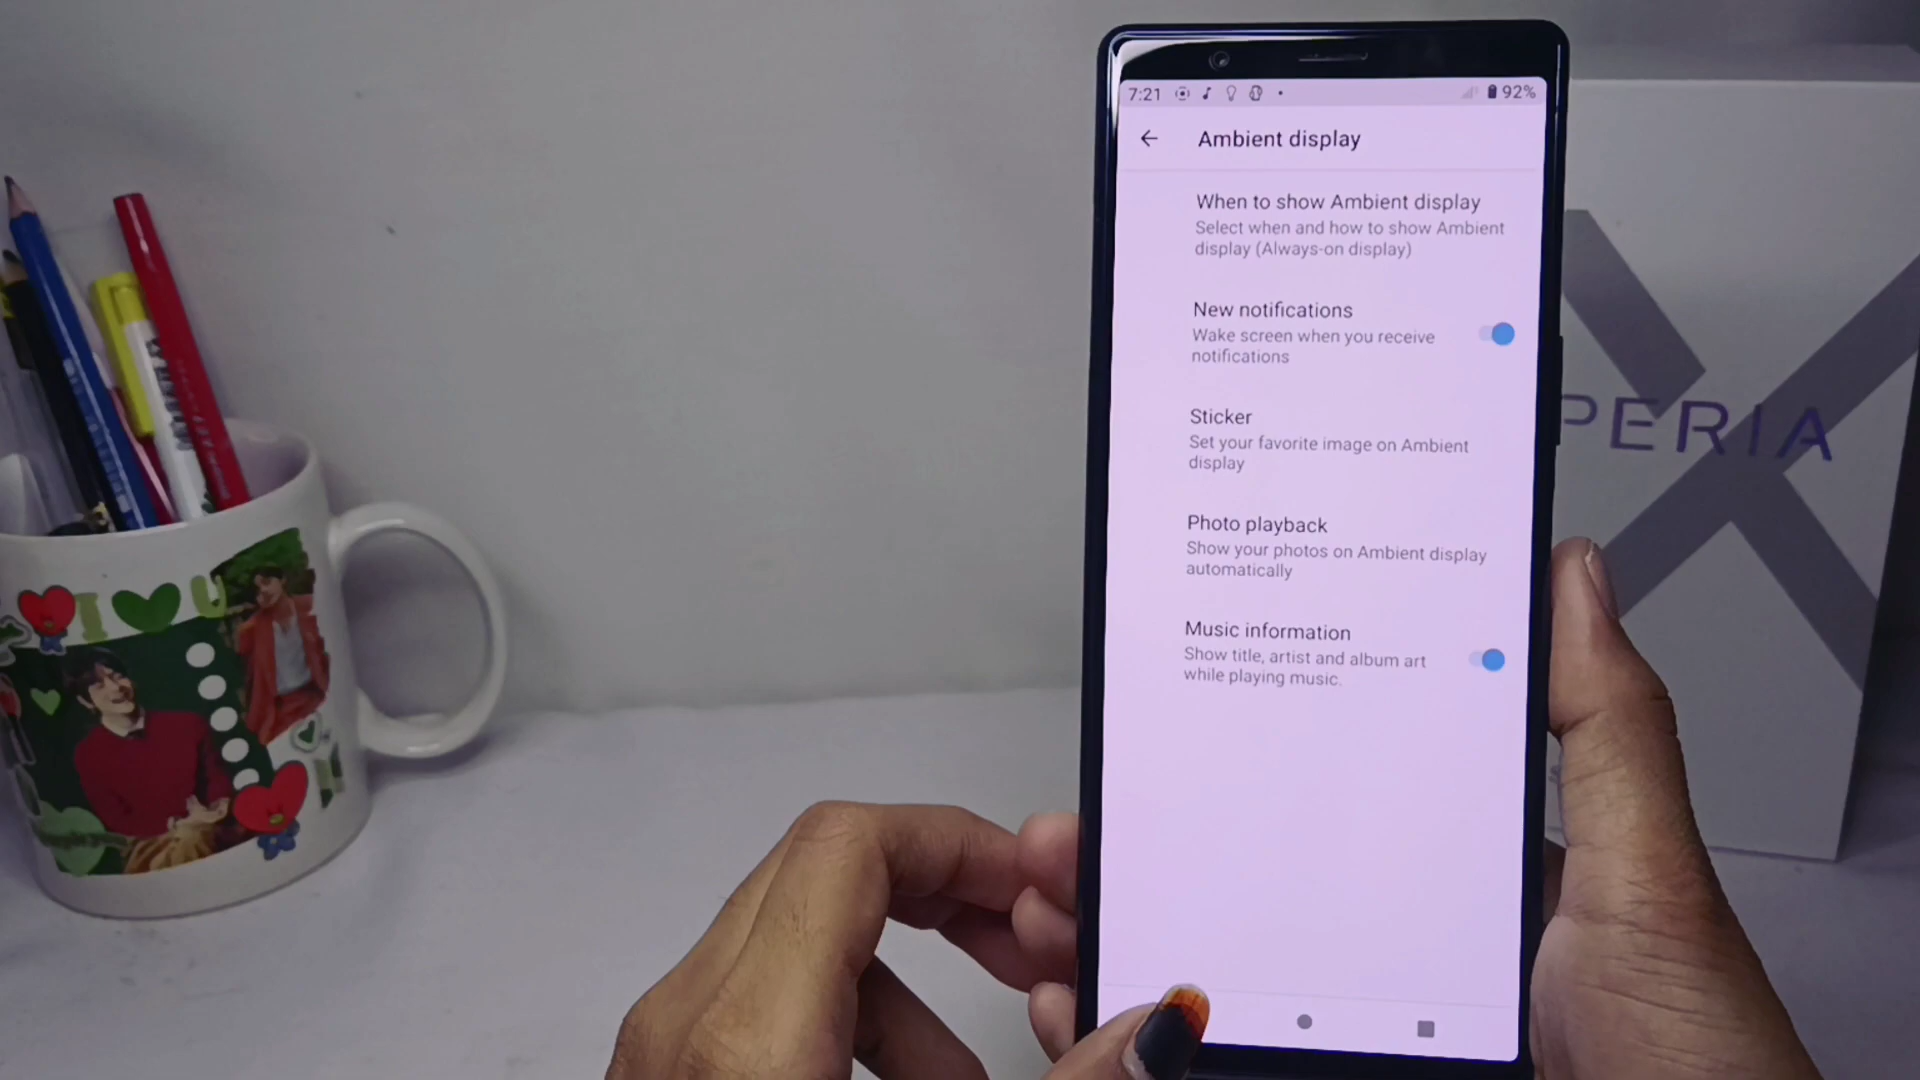 7:21
92%
Ambient display
When to show Ambient display
Select when and how to show Ambient
display (Always-on display)
New notifications
Wake screen when you receive
notifications
Sticker
Set your favorite image on Ambient
display
Photo playback
Show your photos on Ambient display
automatically
Music information
Show title, artist and album art
while playing music.
PERIA
I U